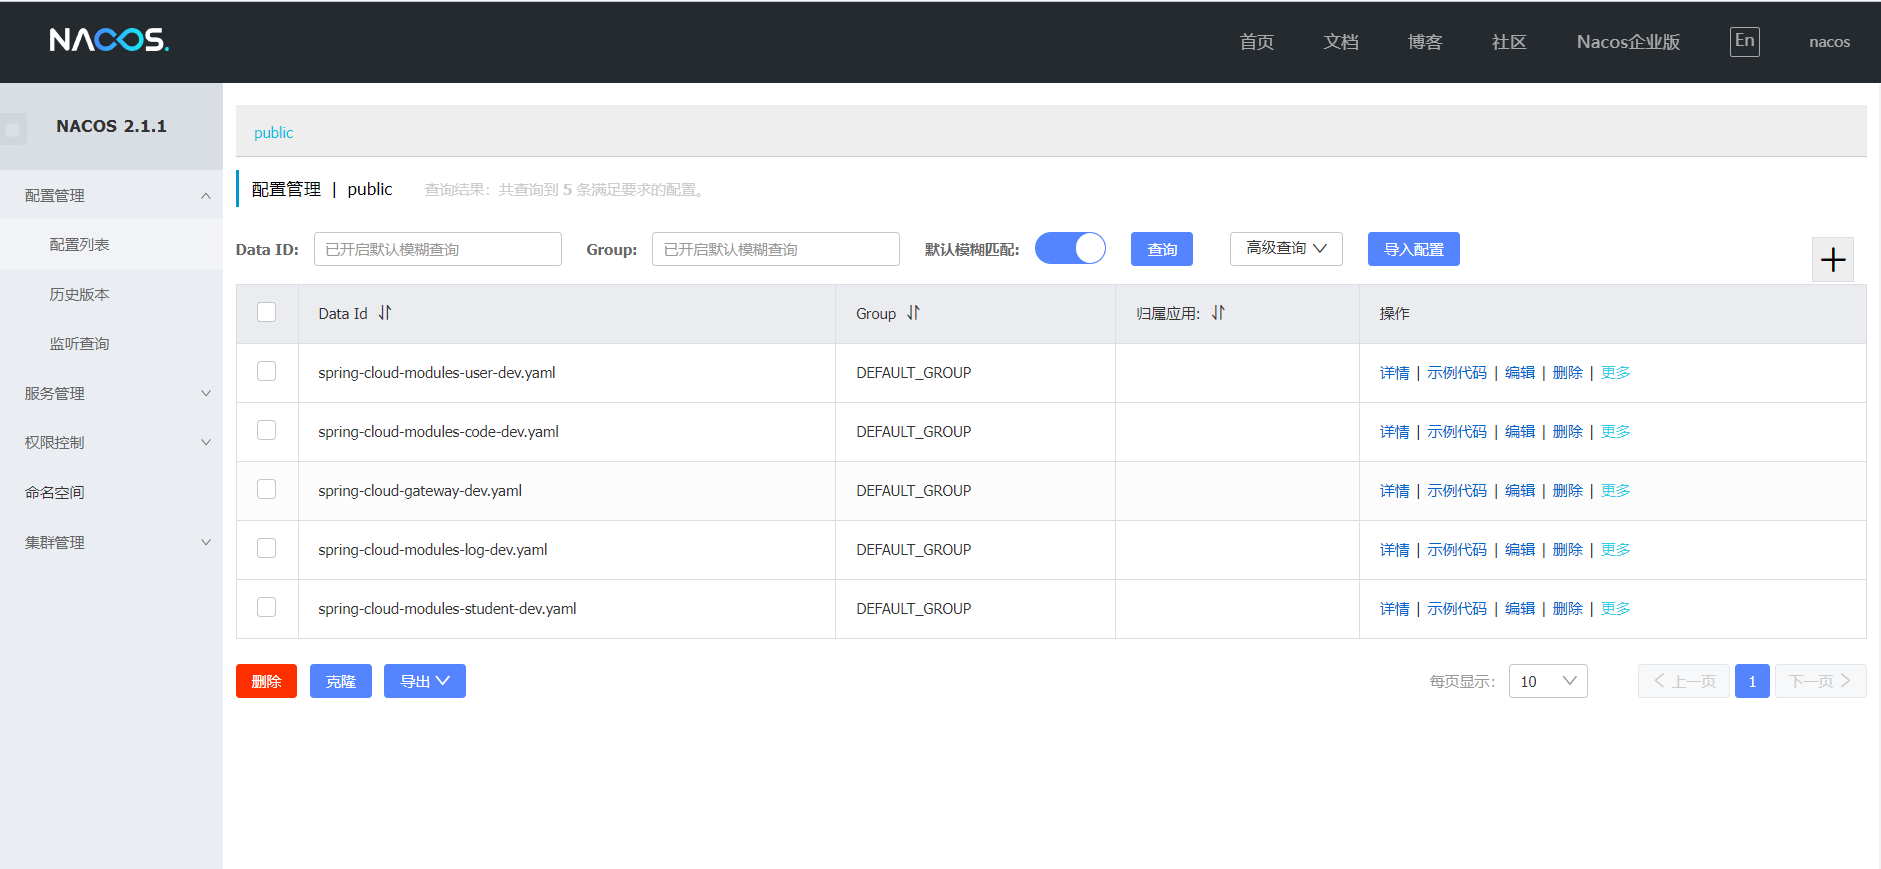 NACOS.
首页 文档 博客 社区 Nacos企业版 En nacos
NACOS 2.1.1
配置管理
配置列表
历史版本
监听查询
服务管理
权限控制
命名空间
集群管理
public
配置管理 | public 查询结果：共查询到 5 条满足要求的配置。
Data ID: 已开启默认模糊查询 Group: 已开启默认模糊查询 默认模糊匹配: 查询 高级查询 导入配置
Data Id Group 归属应用: 操作
spring-cloud-modules-user-dev.yaml DEFAULT_GROUP 详情 | 示例代码 | 编辑 | 删除 | 更多
spring-cloud-modules-code-dev.yaml DEFAULT_GROUP 详情 | 示例代码 | 编辑 | 删除 | 更多
spring-cloud-gateway-dev.yaml DEFAULT_GROUP 详情 | 示例代码 | 编辑 | 删除 | 更多
spring-cloud-modules-log-dev.yaml DEFAULT_GROUP 详情 | 示例代码 | 编辑 | 删除 | 更多
spring-cloud-modules-student-dev.yaml DEFAULT_GROUP 详情 | 示例代码 | 编辑 | 删除 | 更多
删除 克隆 导出 每页显示: 10 上一页 1 下一页